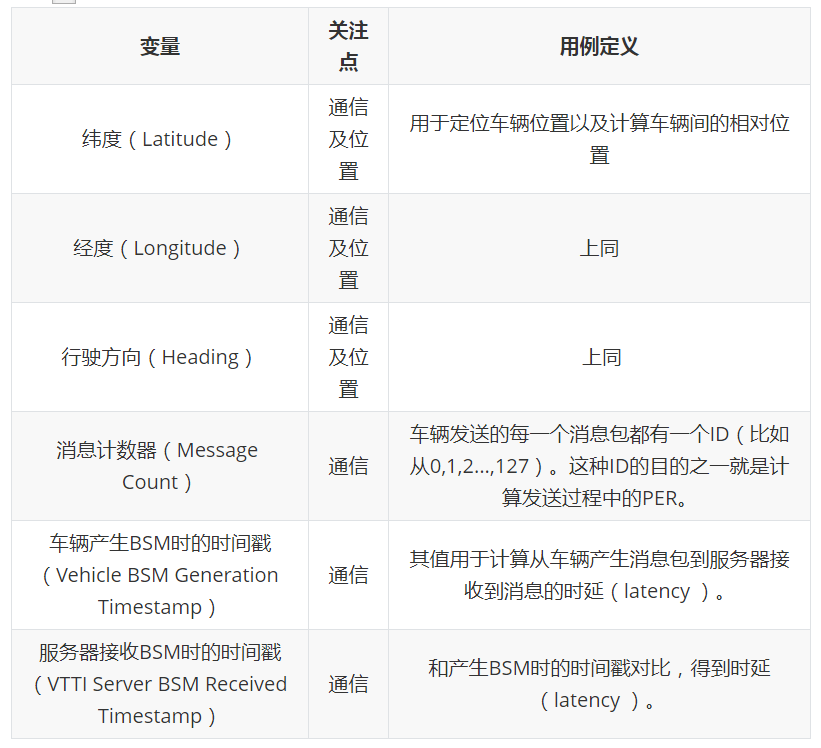 变量
关注
点
用例定义
纬度（Latitude）
通信
及位
置
用于定位车辆位置以及计算车辆间的相对位
置
经度（Longitude）
通信
及位
置
上同
行驶方向（Heading）
通信
及位
置
上同
消息计数器（Message
Count）
通信
车辆发送的每一个消息包都有一个ID（比如
从0,1,2...,127）。这种ID的目的之一就是计
算发送过程中的PER。
车辆产生BSM时的时间戳
（Vehicle BSM Generation
Timestamp）
通信
其值用于计算从车辆产生消息包到服务器接
收到消息的时延（latency ）。
服务器接收BSM时的时间戳
（VTTI Server BSM Received
Timestamp）
通信
和产生BSM时的时间戳对比，得到时延
（latency ）。